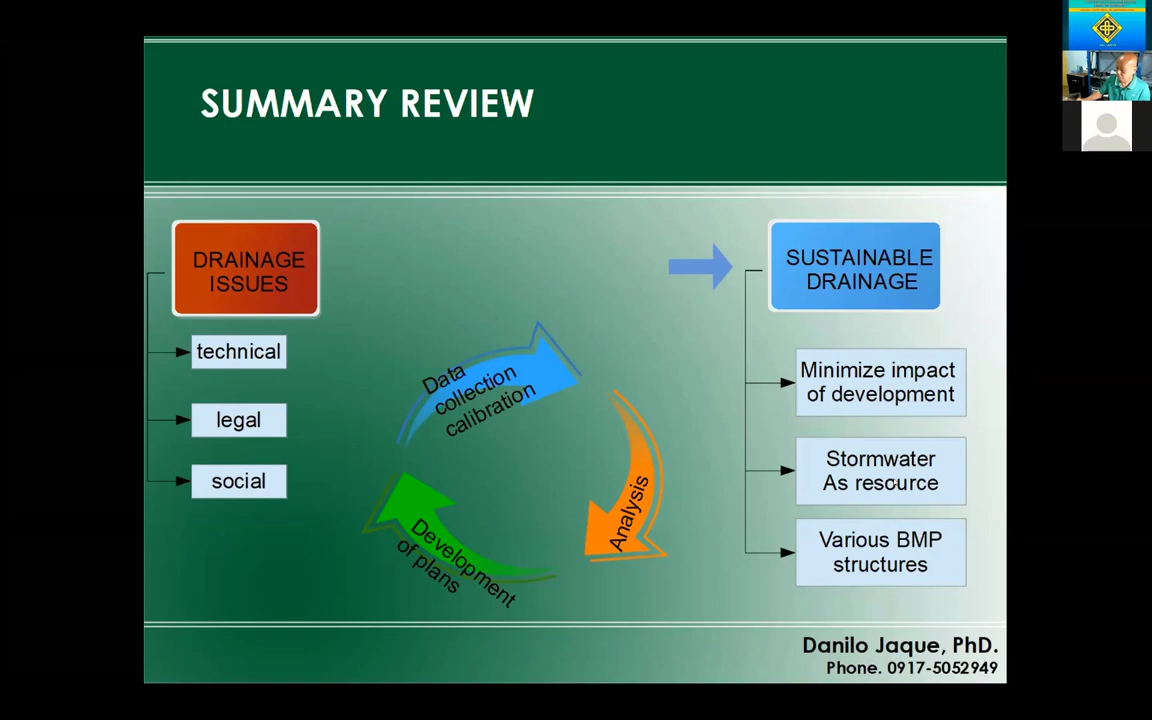 SUMMARY REVIEW
DRAINAGE
ISSUES
technical
legal
social
Data
collection
calibration
Analysis
Development
of plans
SUSTAINABLE
DRAINAGE
Minimize impact
of development
Stormwater
As resource
Various BMP
structures
Danilo Jaque, PhD.
Phone. 0917-5052949